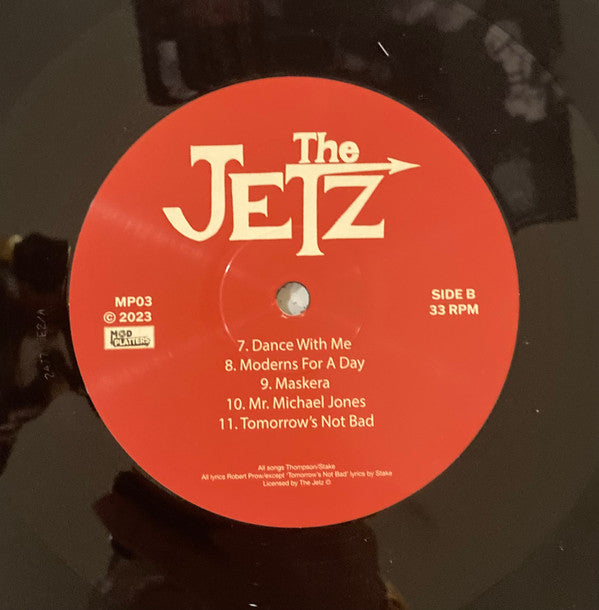 The
JETZ
MP03
© 2023
MOD
PLATTERS
SIDE B
33 RPM
7. Dance With Me
8. Moderns For A Day
9. Maskera
10. Mr. Michael Jones
11. Tomorrow's Not Bad
All songs Thompson/Stake
All lyrics Robert Prow/except 'Tomorrow's Not Bad' lyrics by Stake
Licensed by The Jetz ©